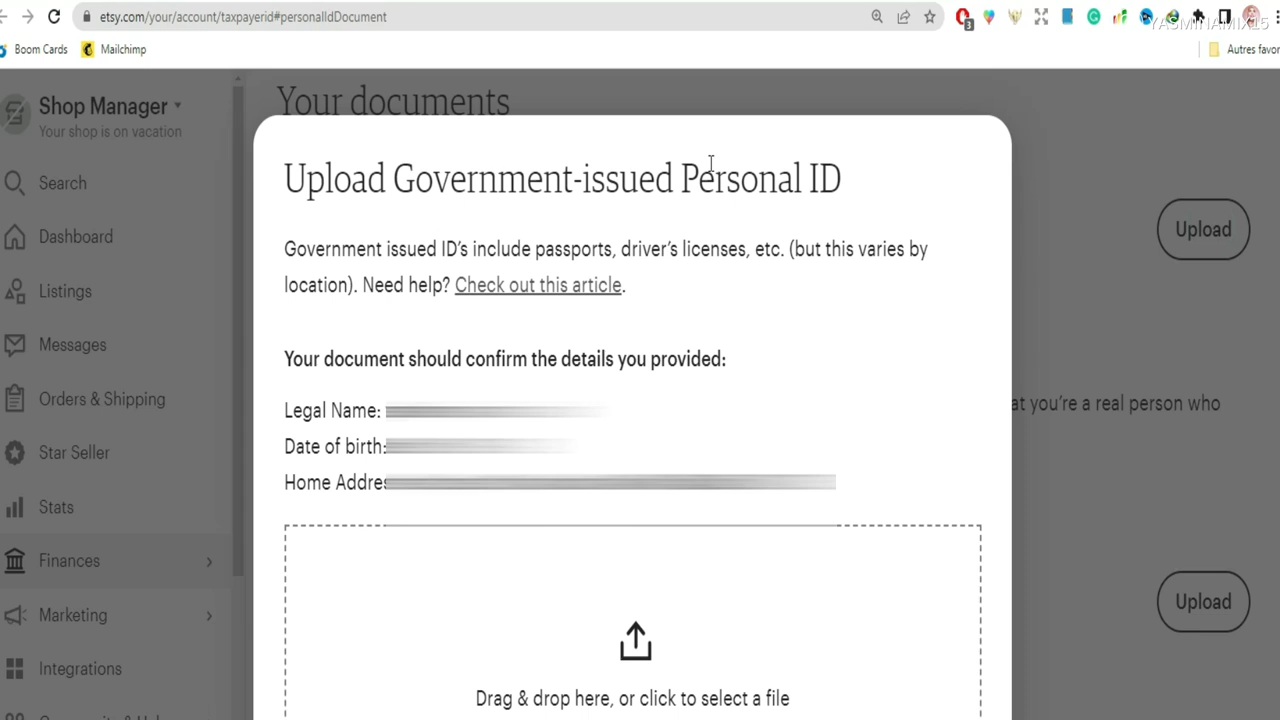 etsy.com/your/account/taxpayerid#personalIdDocument
3
YASMINAMIX15
Boom Cards
Mailchimp
Autres favor
Shop Manager
Your shop is on vacation
Search
Dashboard
Listings
Messages
Orders & Shipping
Star Seller
Stats
Finances
Marketing
Integrations
Your documents
Upload Government-issued Personal ID
Government issued ID's include passports, driver's licenses, etc. (but this varies by
location). Need help? Check out this article.
Your document should confirm the details you provided:
Legal Name:
Date of birth:
Home Addres
Drag & drop here, or click to select a file
Upload
at you're a real person who
Upload